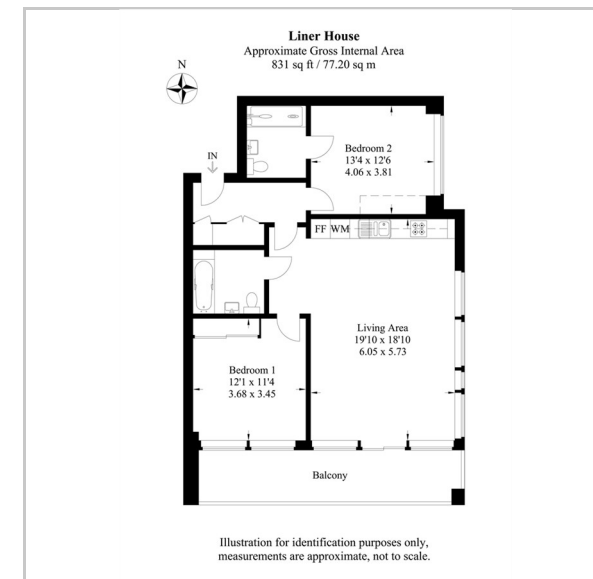 Liner House
Approximate Gross Internal Area
831 sq ft / 77.20 sq m
N
IN
Bedroom 2
13'4 x 12'6
4.06 x 3.81
FF WM
Living Area
19'10 x 18'10
6.05 x 5.73
Bedroom 1
12'1 x 11'4
3.68 x 3.45
Balcony
Illustration for identification purposes only,
measurements are approximate, not to scale.